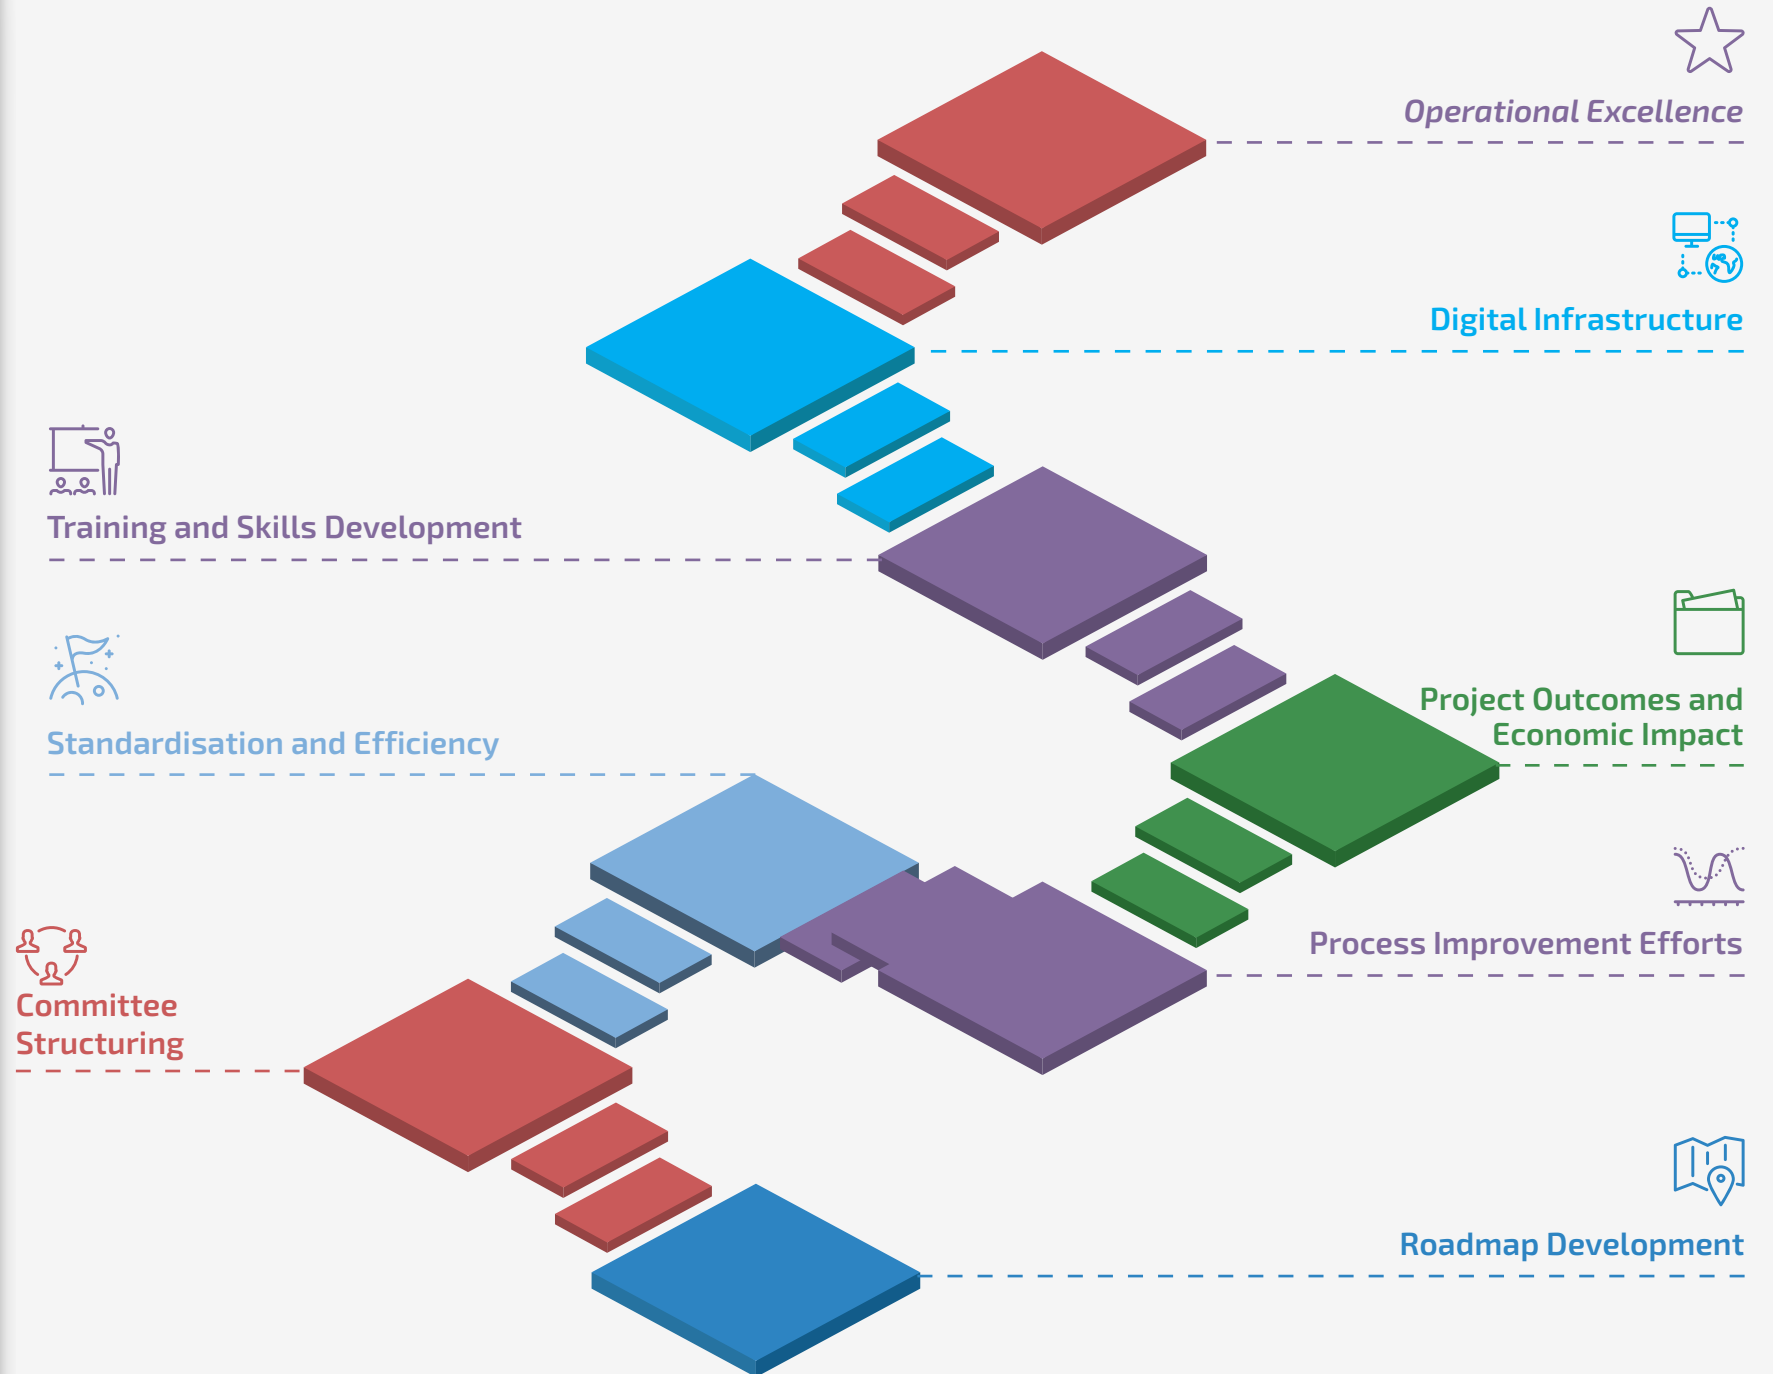 Operational Excellence
Digital Infrastructure
Training and Skills Development
Project Outcomes and
Economic Impact
Standardisation and Efficiency
Process Improvement Efforts
Committee
Structuring
Roadmap Development